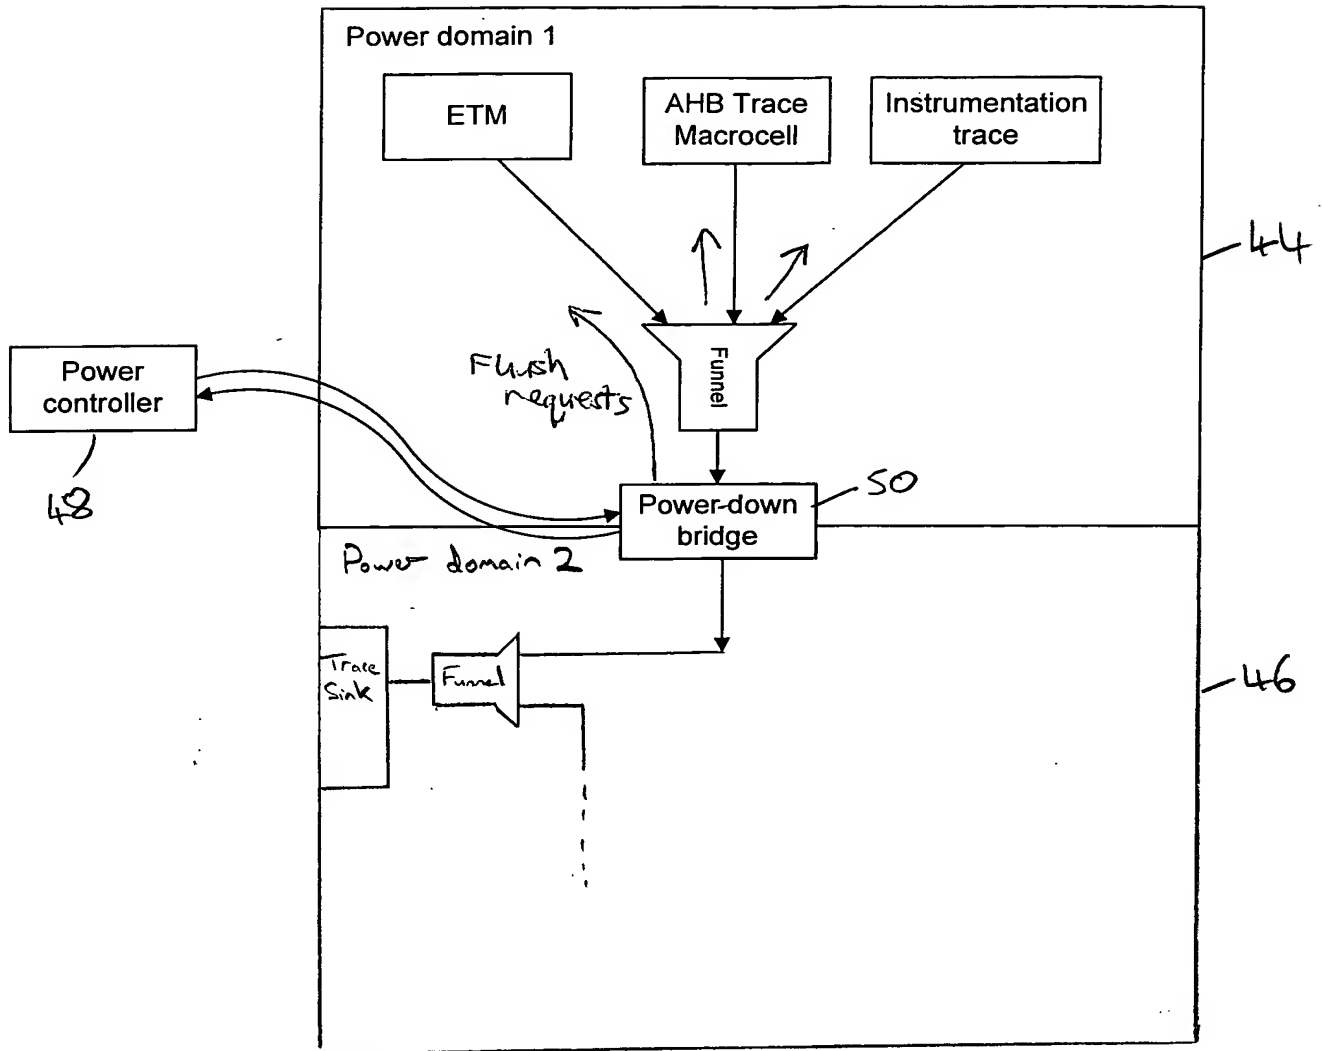 Power domain 1
ETM
AHB Trace
Macrocell
Instrumentation
trace
44
Funnel
Flush
requests
Power
controller
48
50
Power-down
bridge
Power domain 2
Trace
Sink
Funnel
46